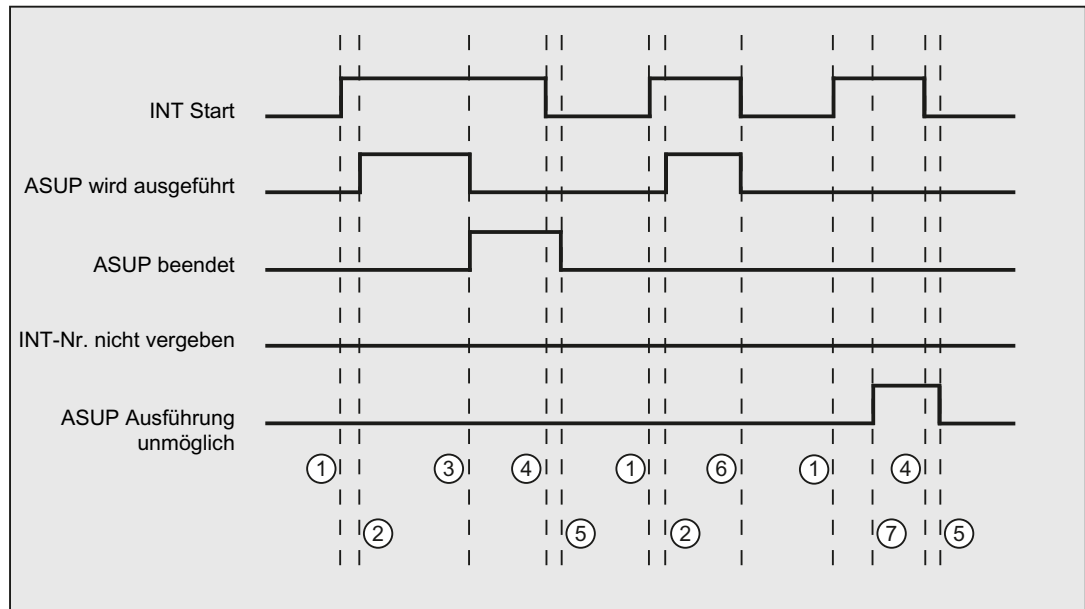 INT Start
ASUP wird ausgeführt
ASUP beendet
INT-Nr. nicht vergeben
ASUP Ausführung
unmöglich
① ③ ④ ① ⑥ ① ④
② ⑤ ② ⑦ ⑤